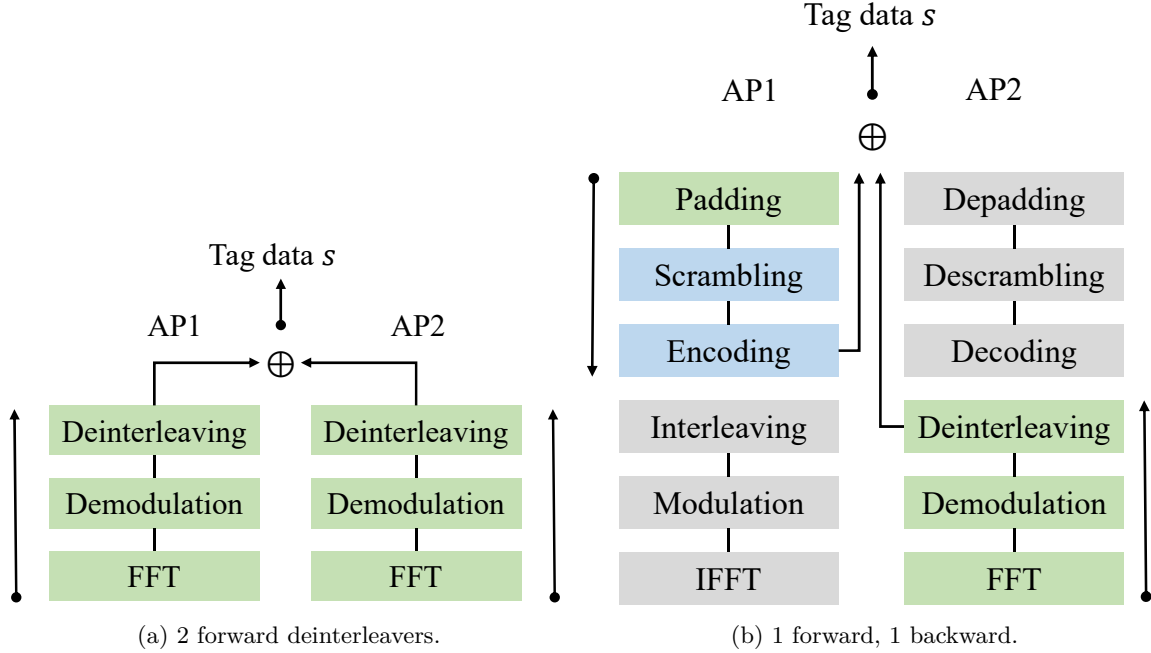 Tag data s
AP1 AP2
⊕
Deinterleaving Deinterleaving
Demodulation Demodulation
FFT FFT
(a) 2 forward deinterleavers.
Tag data s
AP1 AP2
⊕
Padding Depadding
Scrambling Descrambling
Encoding Decoding
Interleaving Deinterleaving
Modulation Demodulation
IFFT FFT
(b) 1 forward, 1 backward.